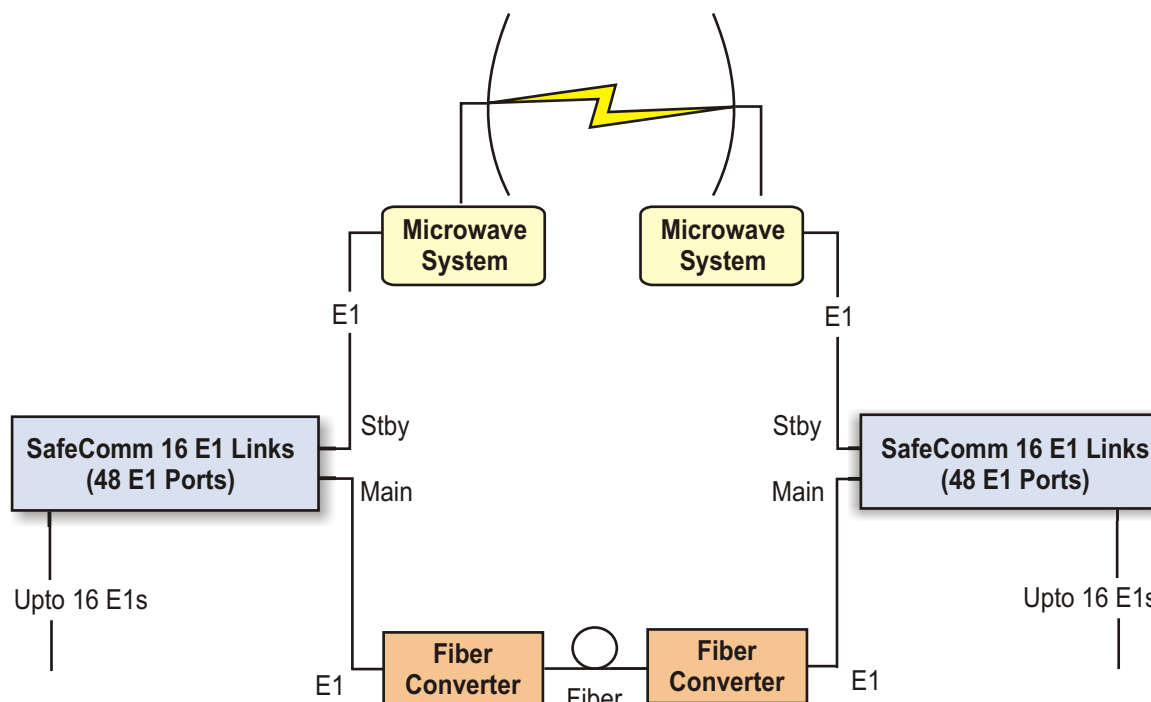 Microwave
System
Microwave
System
E1
E1
Stby
Stby
SafeComm 16 E1 Links
(48 E1 Ports)
SafeComm 16 E1 Links
(48 E1 Ports)
Main
Main
Upto 16 E1s
Upto 16 E1s
Fiber
Converter
Fiber
Converter
E1
Fiber
E1